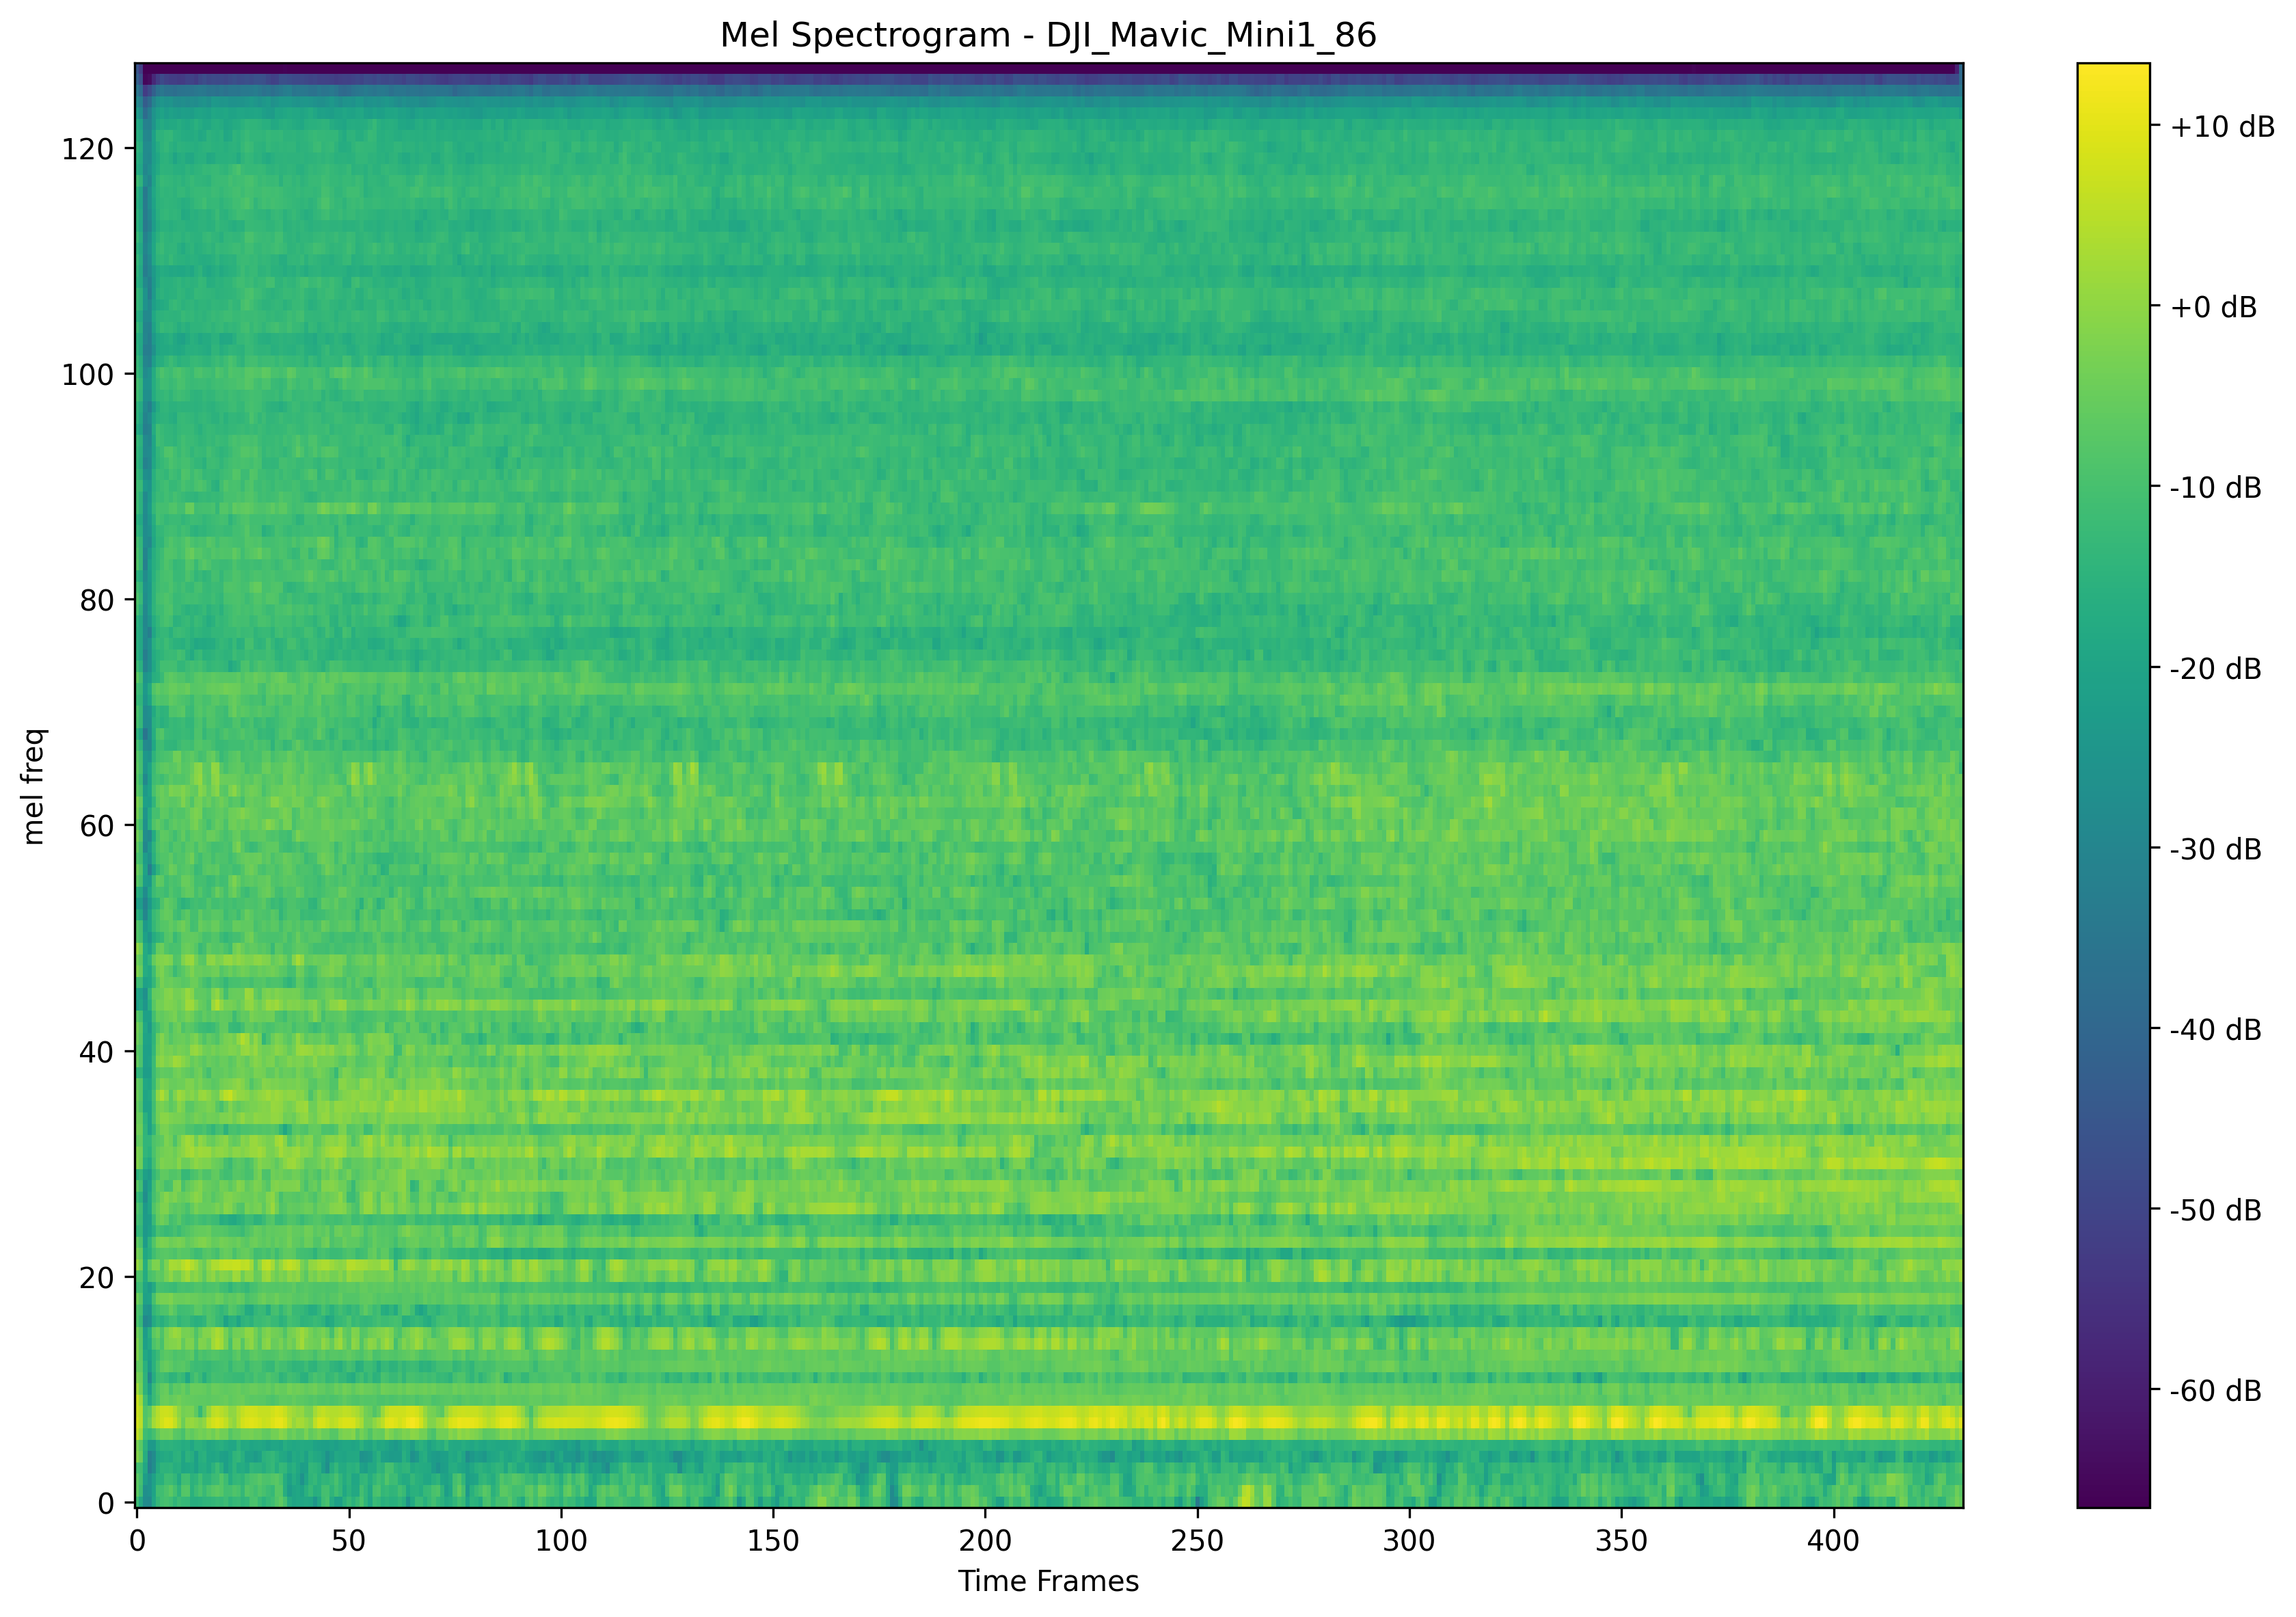 Mel Spectrogram - DJI_Mavic_Mini1_86
mel freq
120
100
80
60
40
20
0
0 50 100 150 200 250 300 350 400
Time Frames
+10 dB
+0 dB
-10 dB
-20 dB
-30 dB
-40 dB
-50 dB
-60 dB